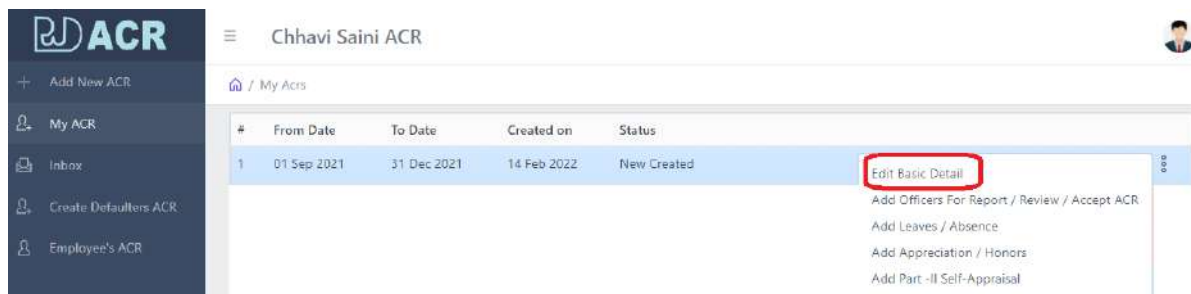 ACR
Chhavi Saini ACR
Add New ACR
/ My Acrs
My ACR
# From Date To Date Created on Status
1 01 Sep 2021 31 Dec 2021 14 Feb 2022 New Created
Inbox
Edit Basic Detail
Add Officers For Report / Review / Accept ACR
Create Defaulters ACR
Add Leaves / Absence
Employee's ACR
Add Appreciation / Honors
Add Part -II Self-Appraisal